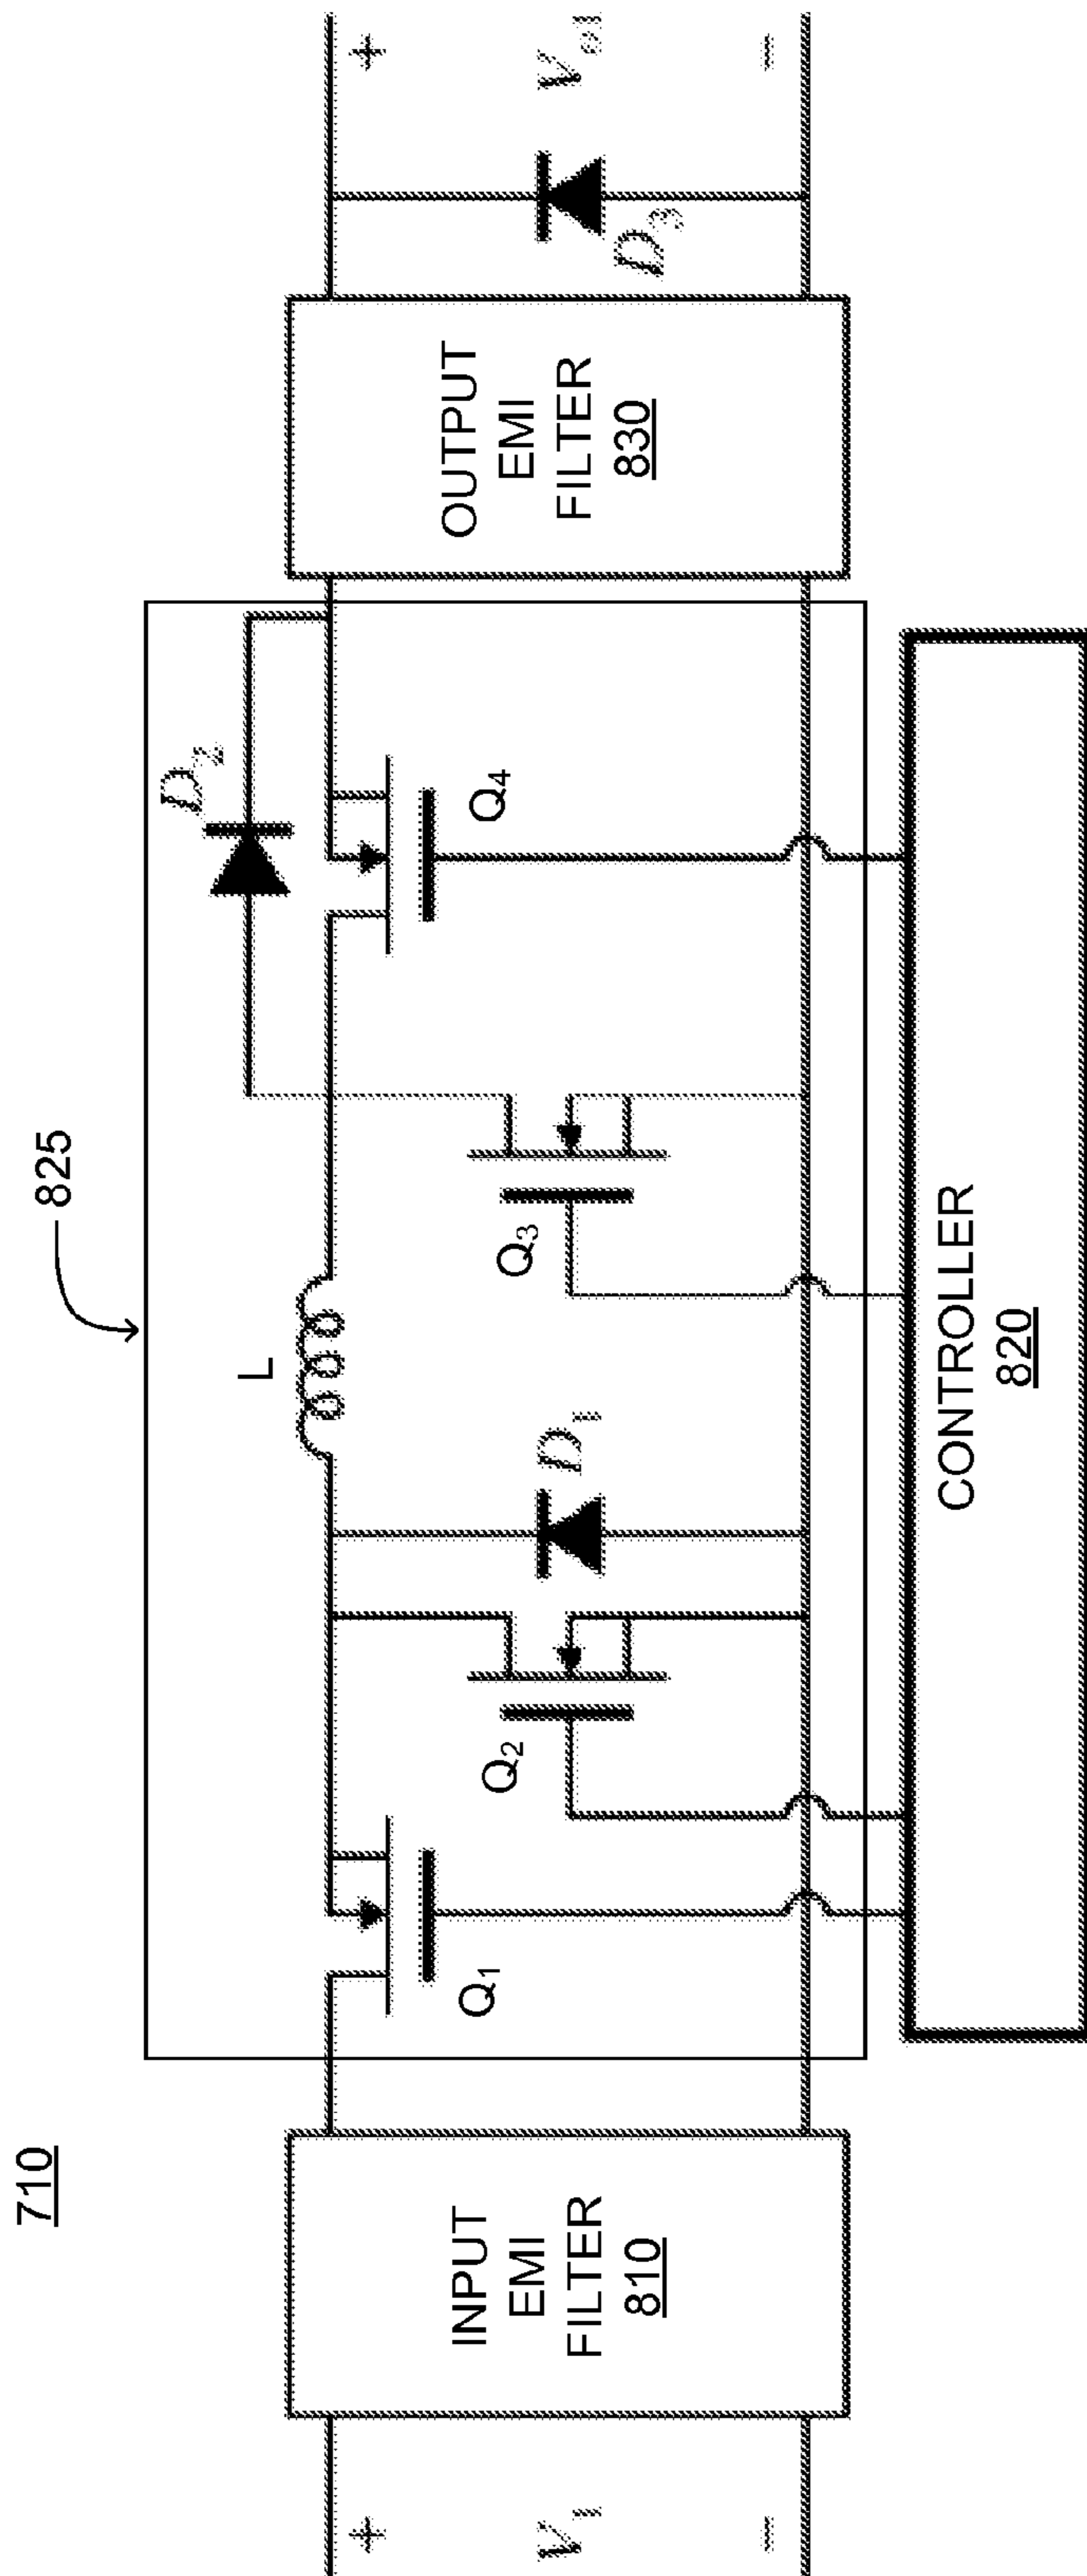 710
825
+
V1
−
INPUT
EMI
FILTER
810
Q1
Q2
D1
L
Q3
D2
Q4
OUTPUT
EMI
FILTER
830
D3
+
Vo1
−
CONTROLLER
820